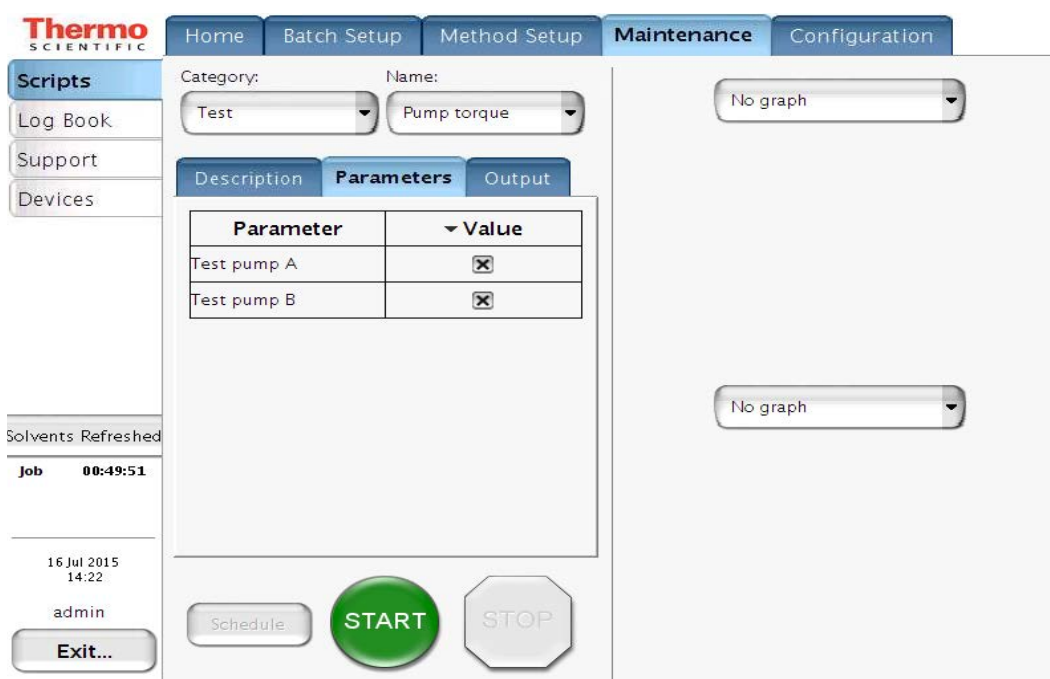 Thermo
SCIENTIFIC
Home
Batch Setup
Method Setup
Maintenance
Configuration
Scripts
Log Book
Support
Devices
Category:
Name:
Test
Pump torque
No graph
Description
Parameters
Output
Parameter
Value
Test pump A
Test pump B
No graph
Solvents Refreshed
Job 00:49:51
16 Jul 2015
14:22
admin
Exit...
Schedule
START
STOP